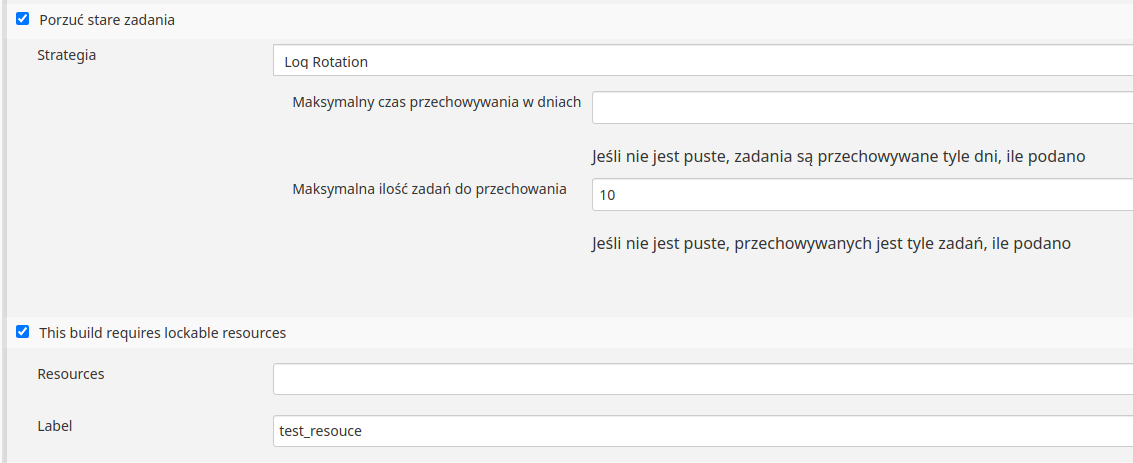 Porzuć stare zadania
Strategia
Log Rotation
Maksymalny czas przechowywania w dniach
Jeśli nie jest puste, zadania są przechowywane tyle dni, ile podano
Maksymalna ilość zadań do przechowania
10
Jeśli nie jest puste, przechowywanych jest tyle zadań, ile podano
This build requires lockable resources
Resources
Label
test_resouce